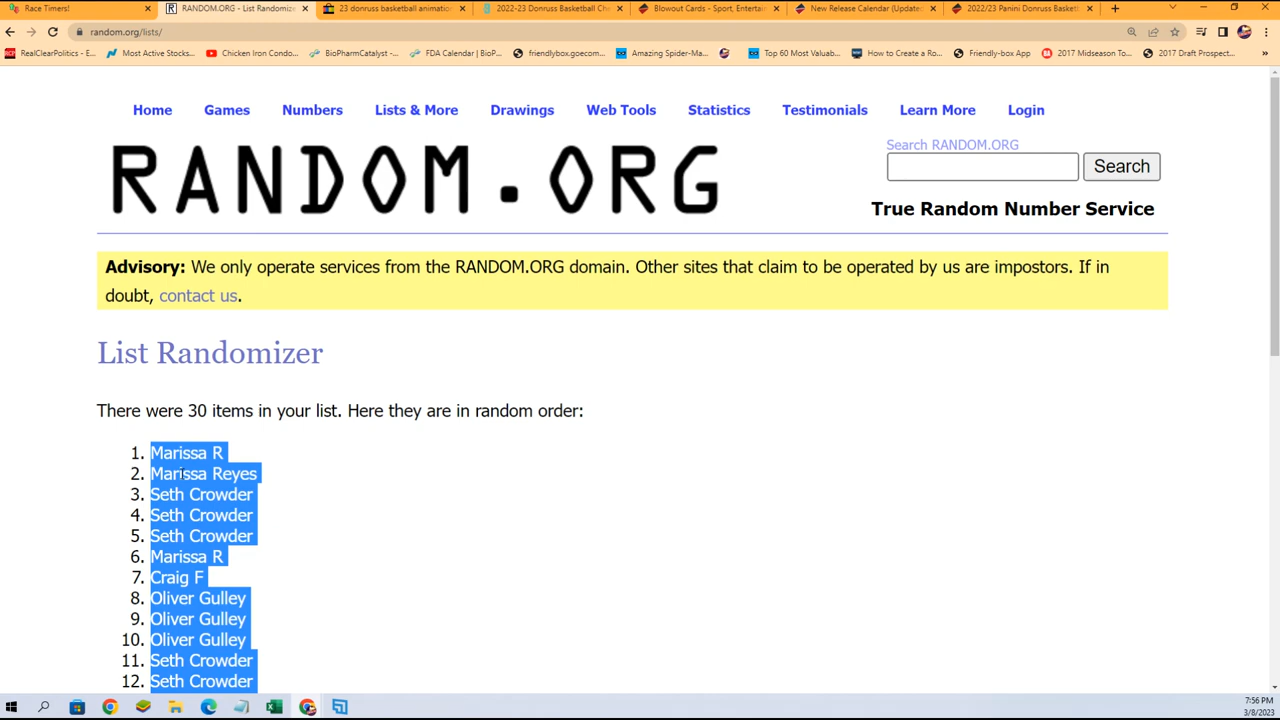 Race Timers!
RANDOM.ORG - List Randomizer
23 donruss basketball animation
2022-23 Donruss Basketball Che
Blowout Cards - Sport, Entertain
New Release Calendar (Update
2022/23 Panini Donruss Basketb
random.org/lists/
RealClearPolitics - E...
Most Active Stocks...
Chicken Iron Condo...
BioPharmCatalyst -...
FDA Calendar | BioP...
friendlybox.goecom...
Amazing Spider-Ma...
Top 60 Most Valuab...
How to Create a Ro...
Friendly-box App
2017 Midseason To...
2017 Draft Prospect...
»
Home Games Numbers Lists & More Drawings Web Tools Statistics Testimonials Learn More Login
Search RANDOM.ORG
RANDOM.ORG
Search
True Random Number Service
Advisory: We only operate services from the RANDOM.ORG domain. Other sites that claim to be operated by us are impostors. If in
doubt, contact us.
List Randomizer
There were 30 items in your list. Here they are in random order:
1. Marissa R
2. Marissa Reyes
3. Seth Crowder
4. Seth Crowder
5. Seth Crowder
6. Marissa R
7. Craig F
8. Oliver Gulley
9. Oliver Gulley
10. Oliver Gulley
11. Seth Crowder
12. Seth Crowder
7:56 PM
3/8/2023